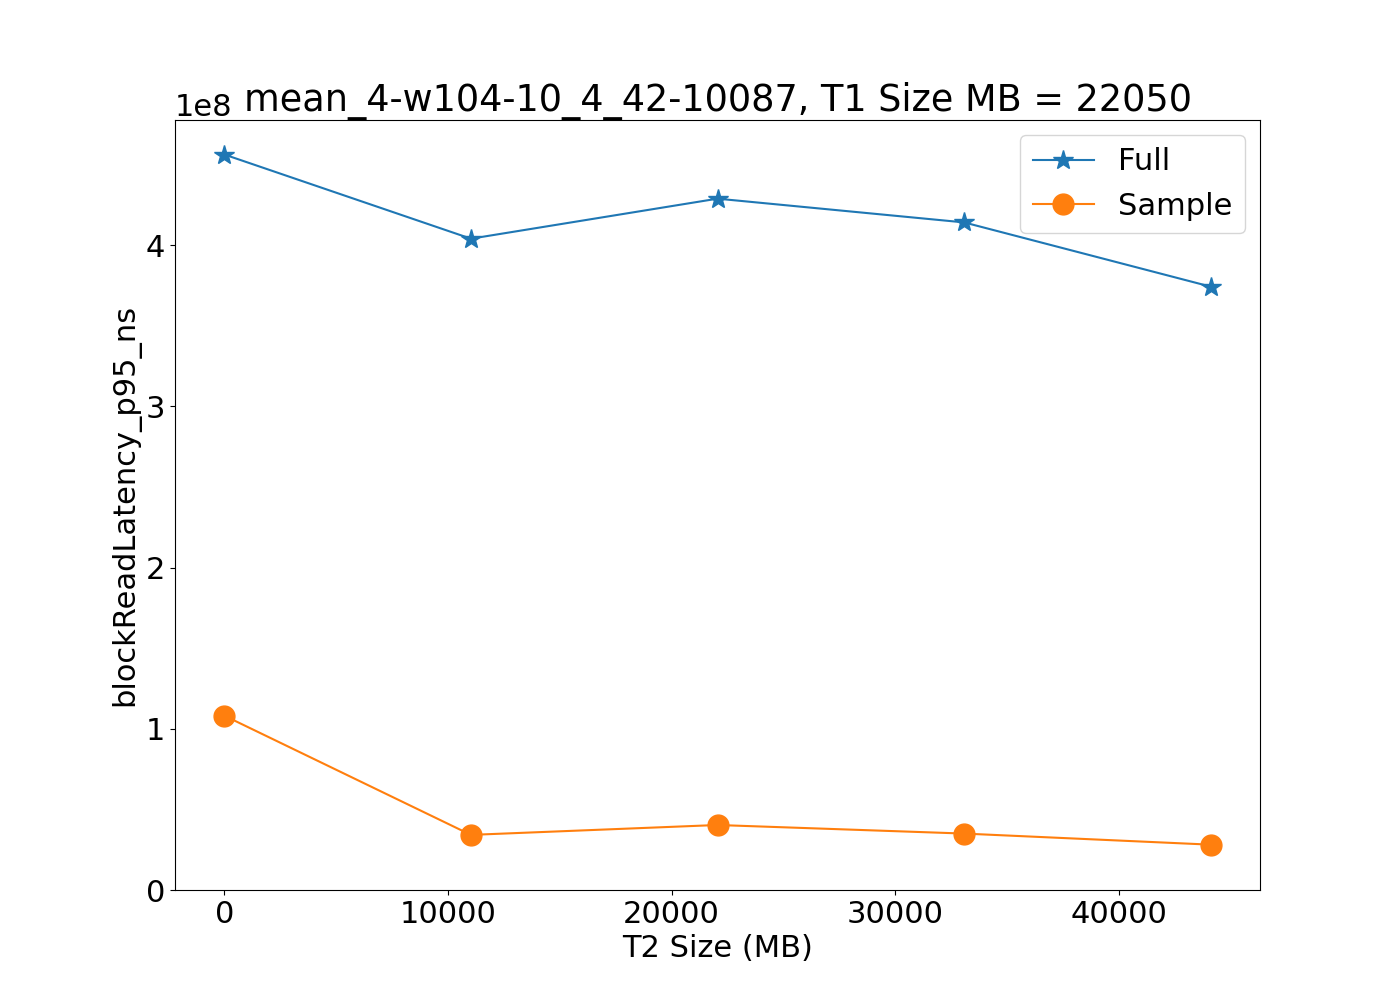 1e8
mean_4-w104-10_4_42-10087, T1 Size MB = 22050
Full
Sample
blockReadLatency_p95_ns
4
3
2
1
0
0 10000 20000 30000 40000
T2 Size (MB)